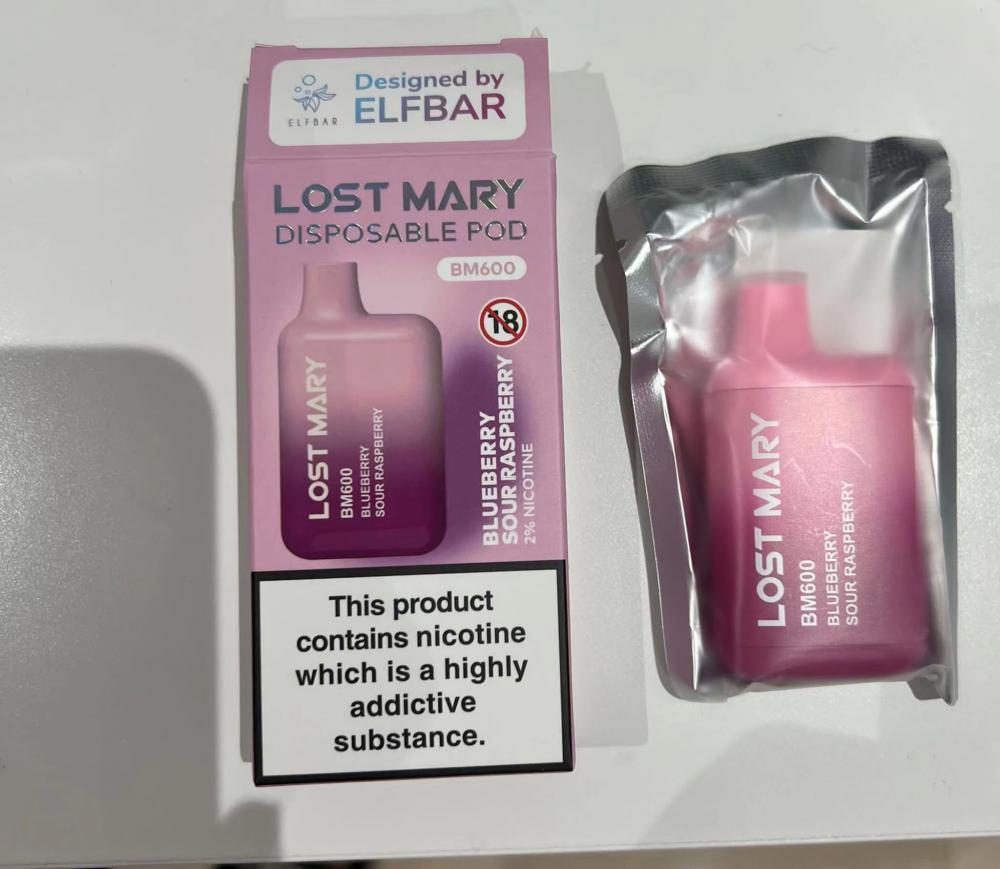 ELFBAR
Designed by
ELFBAR
LOST MARY
DISPOSABLE POD
BM600
18
LOST MARY
BM600
BLUEBERRY
SOUR RASPBERRY
BLUEBERRY
SOUR RASPBERRY
2% NICOTINE
This product
contains nicotine
which is a highly
addictive
substance.
LOST MARY
BM600
BLUEBERRY
SOUR RASPBERRY